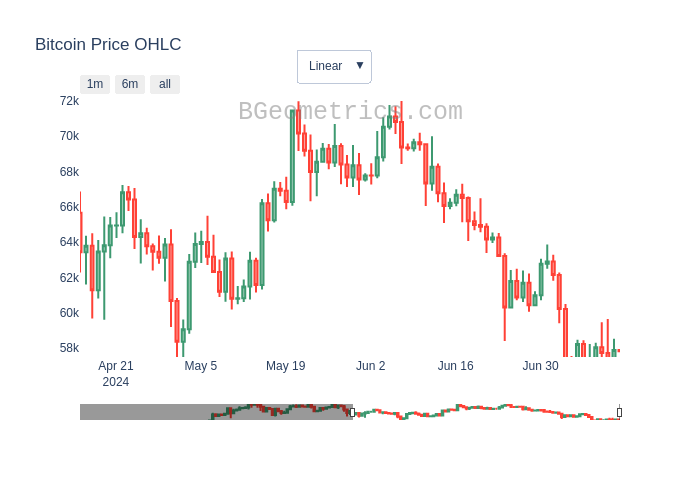 Bitcoin Price OHLC
Linear ▼
1m 6m all
BGeometrics.com
72k
70k
68k
66k
64k
62k
60k
58k
Apr 21 May 5 May 19 Jun 2 Jun 16 Jun 30
2024